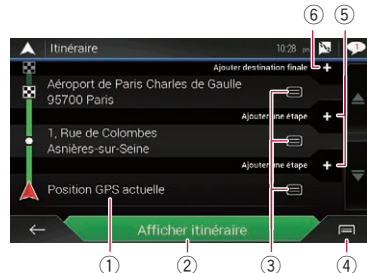 ⑥ ⑤
Itinéraire
10:28 pm
1
Ajouter destination finale +
Aéroport de Paris Charles de Gaulle
95700 Paris
Ajouter une étape +
1, Rue de Colombes
Asnières-sur-Seine
Ajouter une étape +
Position GPS actuelle
Afficher itinéraire
① ② ③ ④